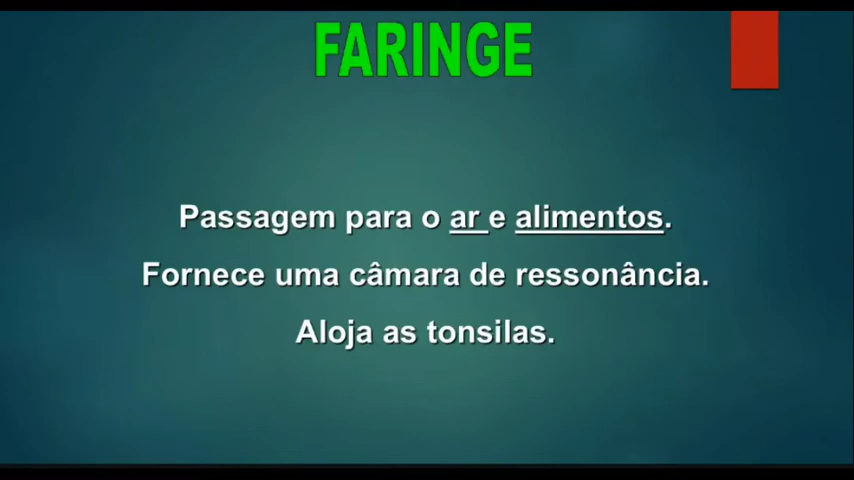 FARINGE
Passagem para o ar e alimentos.
Fornece uma câmara de ressonância.
Aloja as tonsilas.